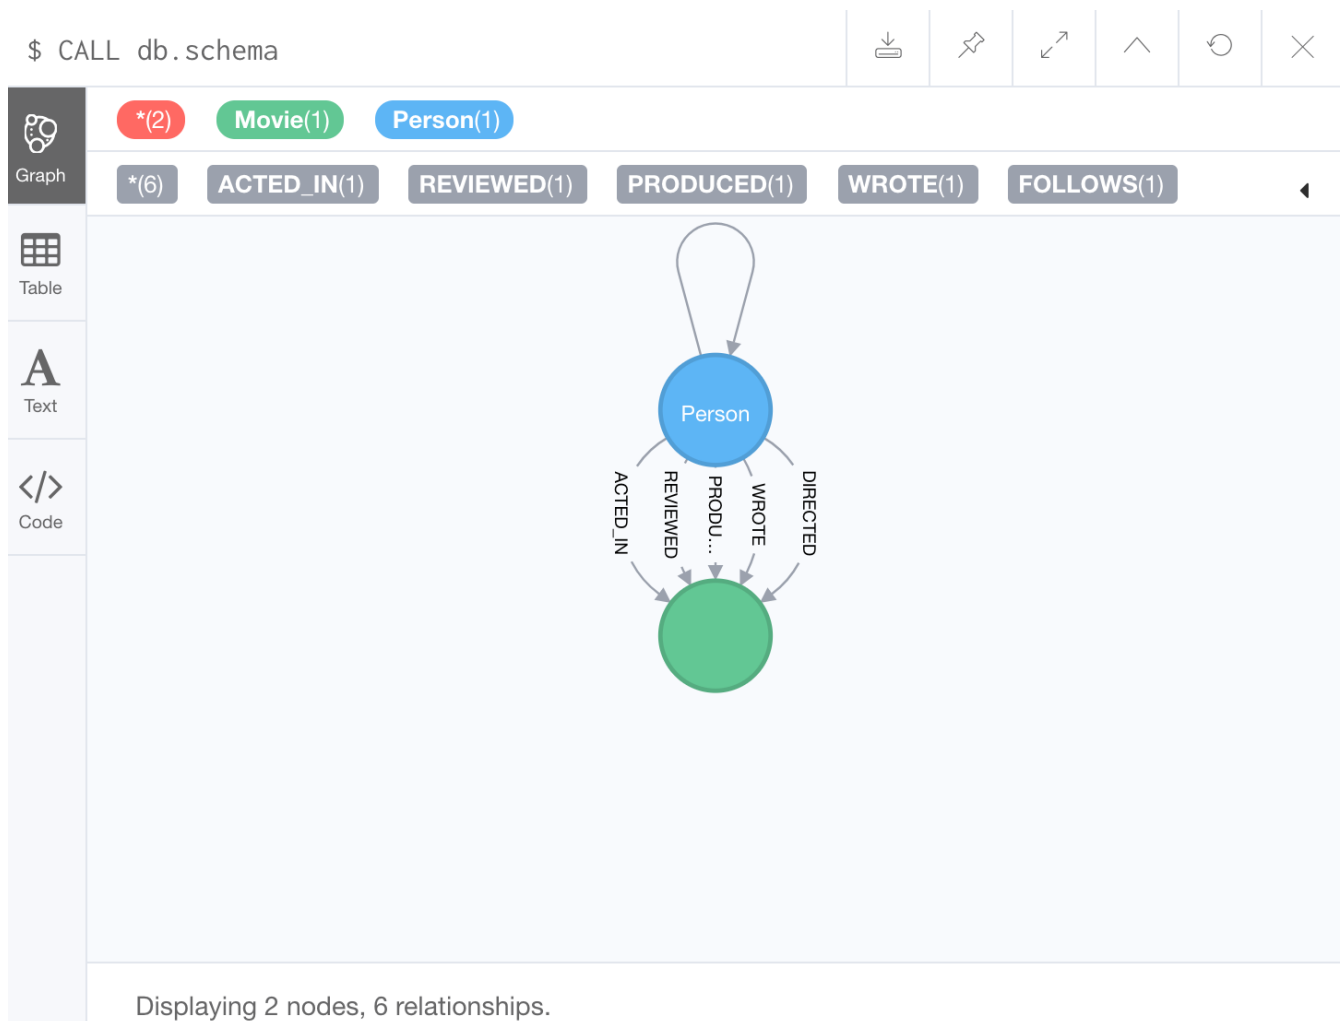 $ CALL db.schema
*(2) Movie(1) Person(1)
Graph
*(6) ACTED_IN(1) REVIEWED(1) PRODUCED(1) WROTE(1) FOLLOWS(1)
Table
Text
Code
Person
ACTED_IN
REVIEWED
PRODU...
WROTE
DIRECTED
Displaying 2 nodes, 6 relationships.